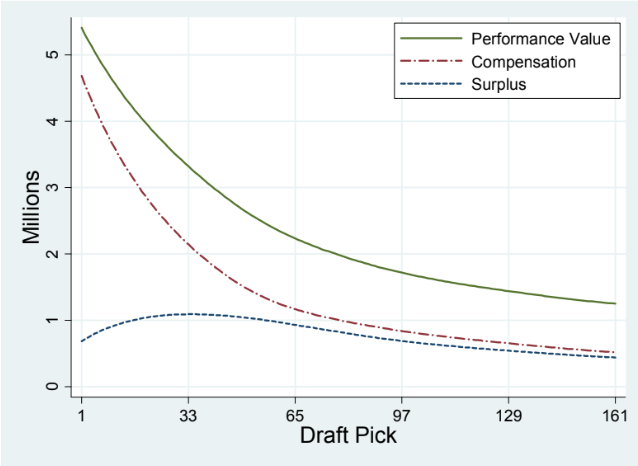 Performance Value
Compensation
Surplus
Millions
5
4
3
2
1
0
1 33 65 97 129 161
Draft Pick